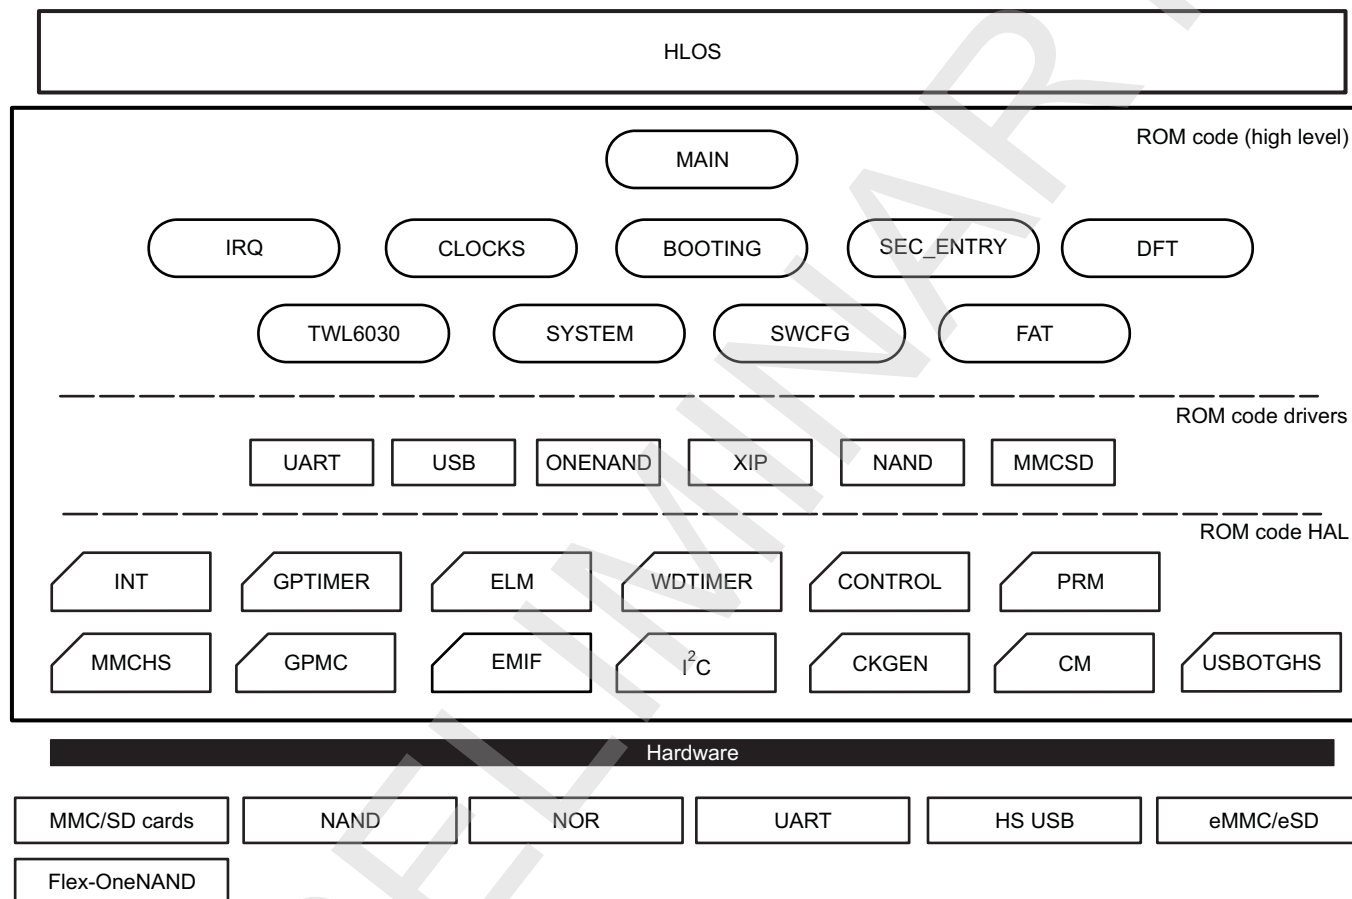 HLOS
ROM code (high level)
MAIN
IRQ CLOCKS BOOTING SEC_ENTRY DFT
TWL6030 SYSTEM SWCFG FAT
ROM code drivers
UART USB ONENAND XIP NAND MMCSD
ROM code HAL
INT GPTIMER ELM WDTIMER CONTROL PRM
MMCHS GPMC EMIF I²C CKGEN CM USBOTGHS
Hardware
MMC/SD cards NAND NOR UART HS USB eMMC/eSD
Flex-OneNAND
ELIMINAR